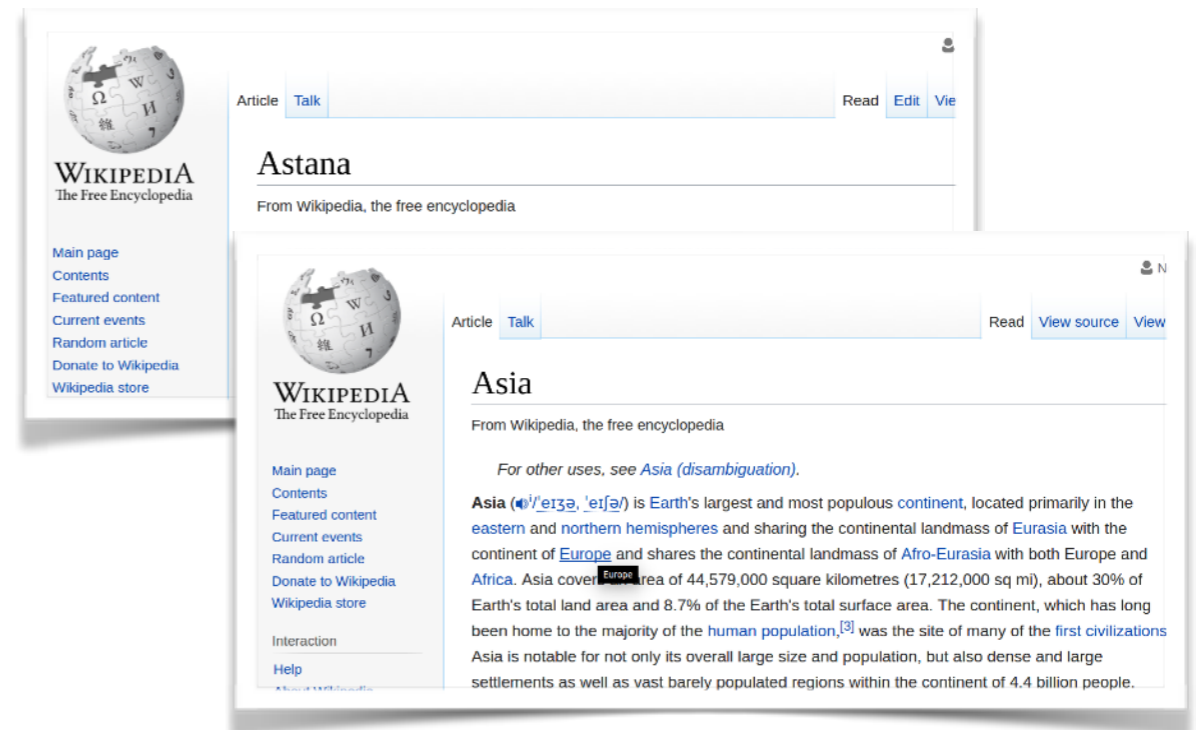 Article Talk Read Edit Vie
WIKIPEDIA
The Free Encyclopedia
Astana
From Wikipedia, the free encyclopedia
Main page
Contents
Featured content
Current events
Random article
Donate to Wikipedia
Wikipedia store
N
Article Talk Read View source View
WIKIPEDIA
The Free Encyclopedia
Asia
From Wikipedia, the free encyclopedia
For other uses, see Asia (disambiguation).
Asia (i/ˈeɪʒə, ˈeɪʃə/) is Earth's largest and most populous continent, located primarily in the
eastern and northern hemispheres and sharing the continental landmass of Eurasia with the
continent of Europe and shares the continental landmass of Afro-Eurasia with both Europe and
Europe
Africa. Asia covers an area of 44,579,000 square kilometres (17,212,000 sq mi), about 30% of
Earth's total land area and 8.7% of the Earth's total surface area. The continent, which has long
been home to the majority of the human population,[3] was the site of many of the first civilizations
Asia is notable for not only its overall large size and population, but also dense and large
settlements as well as vast barely populated regions within the continent of 4.4 billion people.
Main page
Contents
Featured content
Current events
Random article
Donate to Wikipedia
Wikipedia store
Interaction
Help
About Wikipedia